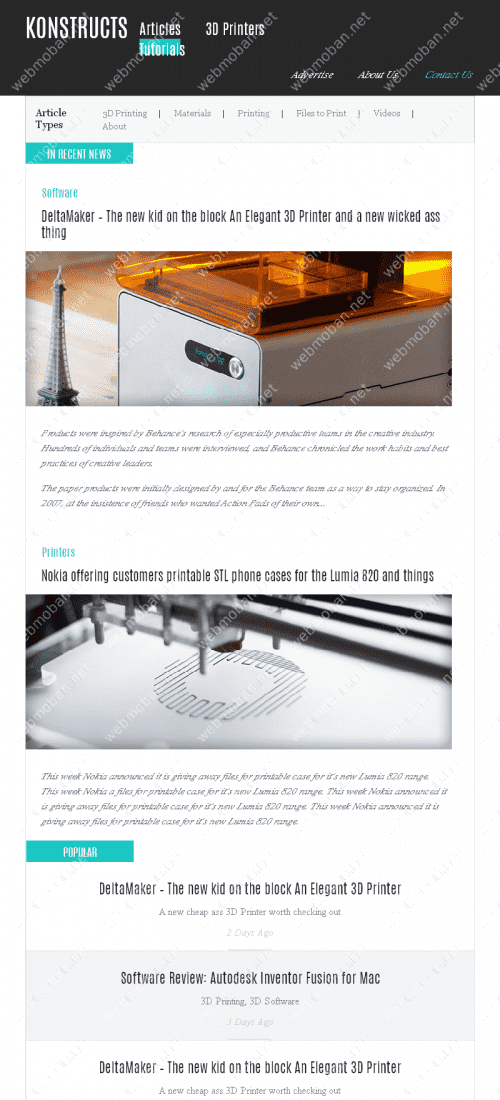 KONSTRUCTS
Articles 3D Printers
Tutorials
Advertise About Us Contact Us
Article
Types
3D Printing | Materials | Printing | Files to Print | Videos |
About
IN RECENT NEWS
Software
DeltaMaker - The new kid on the block An Elegant 3D Printer and a new wicked ass
thing
Products were inspired by Behance's research of especially productive teams in the creative industry.
Hundreds of individuals and teams were interviewed, and Behance chronicled the work habits and best
practices of creative leaders.
The paper products were initially designed by and for the Behance team as a way to stay organized. In
2007, at the insistence of friends who wanted Action Pads of their own...
Printers
Nokia offering customers printable STL phone cases for the Lumia 820 and things
This week Nokia announced it is giving away files for printable case for it's new Lumia 820 range.
This week Nokia a files for printable case for it's new Lumia 820 range. This week Nokia announced it
is giving away files for printable case for it's new Lumia 820 range. This week Nokia announced it is
giving away files for printable case for it's new Lumia 820 range.
POPULAR
DeltaMaker - The new kid on the block An Elegant 3D Printer
A new cheap ass 3D Printer worth checking out
2 Days Ago
Software Review: Autodesk Inventor Fusion for Mac
3D Printing, 3D Software
3 Days Ago
DeltaMaker - The new kid on the block An Elegant 3D Printer
A new cheap ass 3D Printer worth checking out
webmoban.net